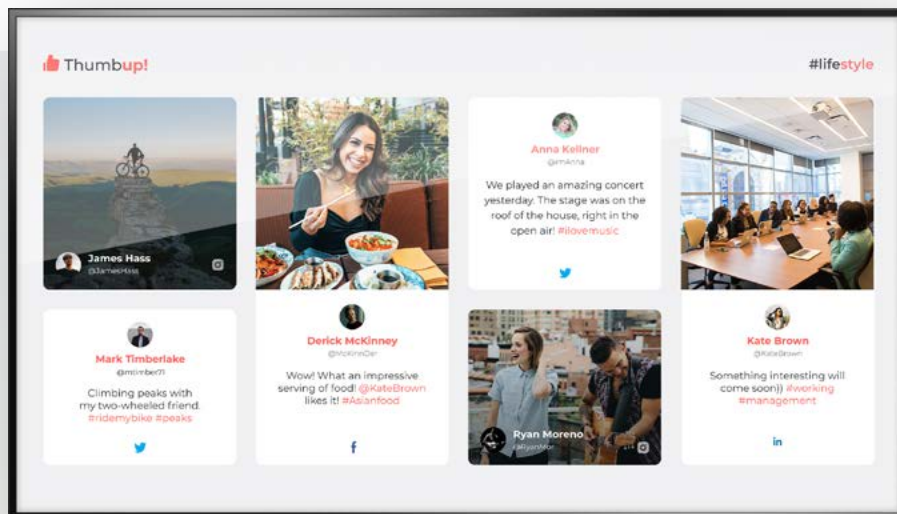 Thumbup!
#lifestyle
James Hass
@JamesHass
Mark Timberlake
@mtimber71
Climbing peaks with
my two-wheeled friend.
#ridemybike #peaks
Derick McKinney
Wow! What an impressive
serving of food! @KateBrown
likes it! #Asianfood
f
Anna Kellner
@imAnna
We played an amazing concert
yesterday. The stage was on the
roof of the house, right in the
open air! #ilovemusic
Ryan Moreno
Kate Brown
@KateBrown
Something interesting will
come soon)) #working
#management
in